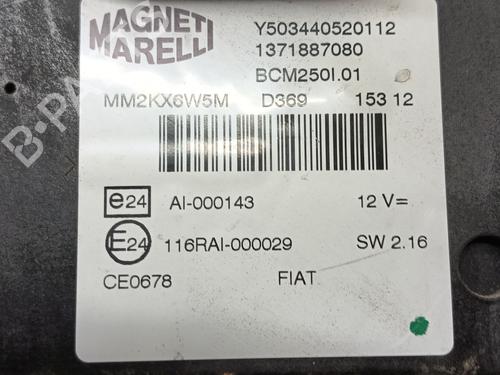 MAGNETI
MARELLI
Y503440520112
1371887080
BCM250I.01
MM2KX6W5M D369 153 12
e24 AI-000143 12 V=
E24 116RAI-000029 SW 2.16
CE0678 FIAT